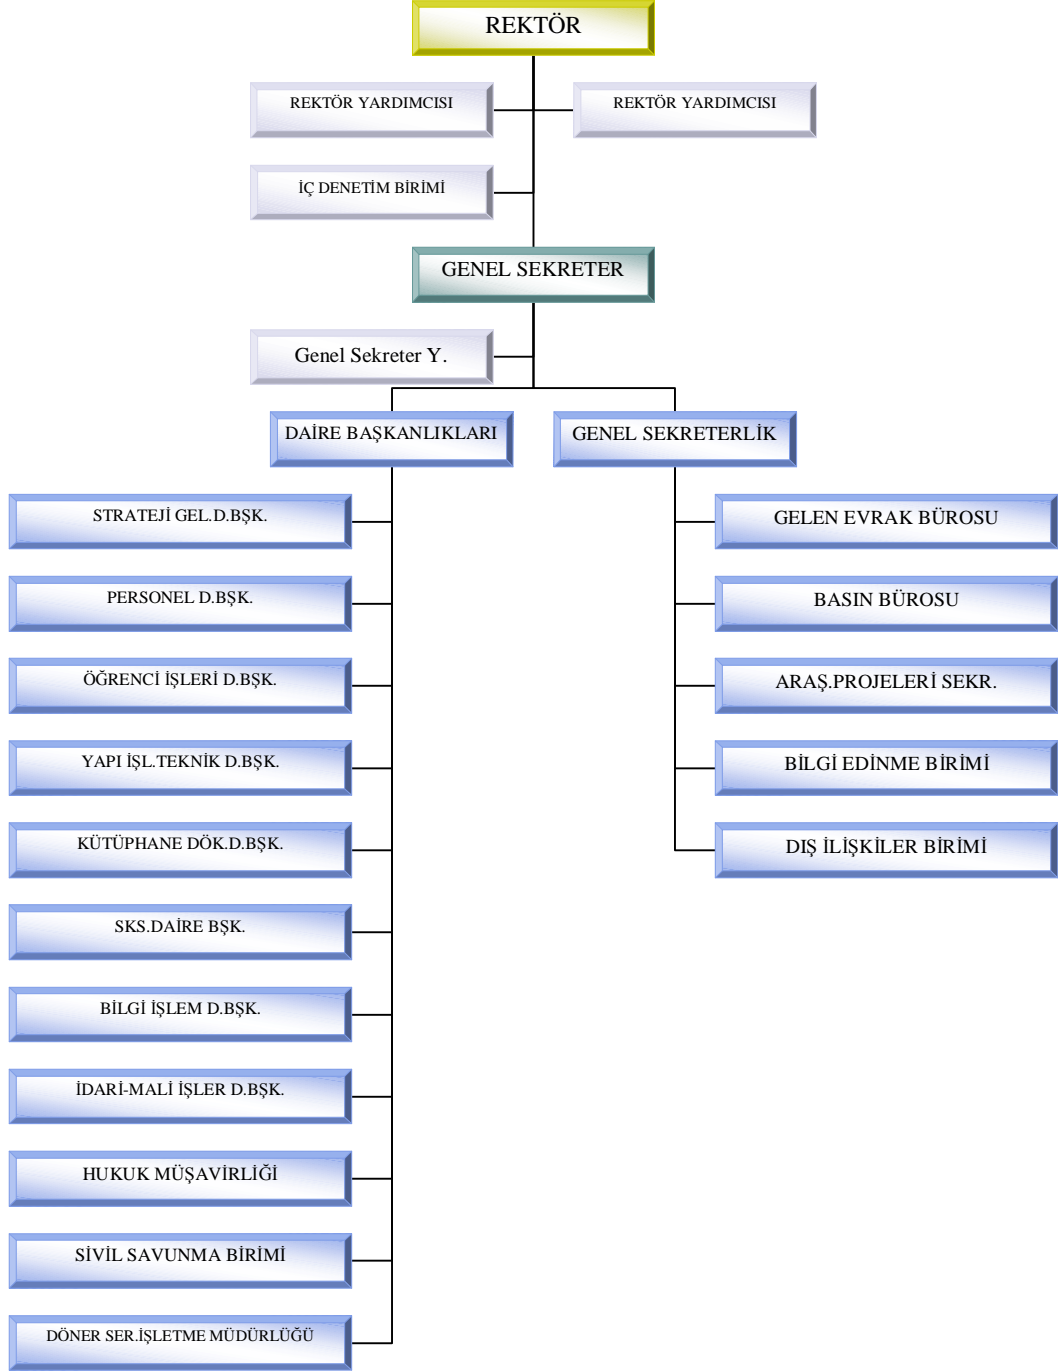 REKTÖR
REKTÖR YARDIMCISI
REKTÖR YARDIMCISI
İÇ DENETİM BİRİMİ
GENEL SEKRETER
Genel Sekreter Y.
DAİRE BAŞKANLIKLARI
GENEL SEKRETERLİK
STRATEJİ GEL.D.BŞK.
PERSONEL D.BŞK.
ÖĞRENCİ İŞLERİ D.BŞK.
YAPI İŞL.TEKNİK D.BŞK.
KÜTÜPHANE DÖK.D.BŞK.
SKS.DAİRE BŞK.
BİLGİ İŞLEM D.BŞK.
İDARİ-MALİ İŞLER D.BŞK.
HUKUK MÜŞAVİRLİĞİ
SİVİL SAVUNMA BİRİMİ
DÖNER SER.İŞLETME MÜDÜRLÜĞÜ
GELEN EVRAK BÜROSU
BASIN BÜROSU
ARAŞ.PROJELERİ SEKR.
BİLGİ EDİNME BİRİMİ
DIŞ İLİŞKİLER BİRİMİ